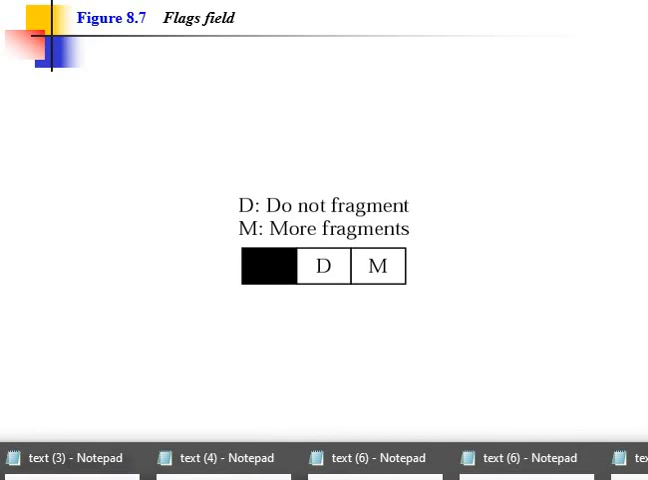 Figure 8.7 Flags field
D: Do not fragment
M: More fragments
D M
text (3) - Notepad text (4) - Notepad text (6) - Notepad text (6) - Notepad